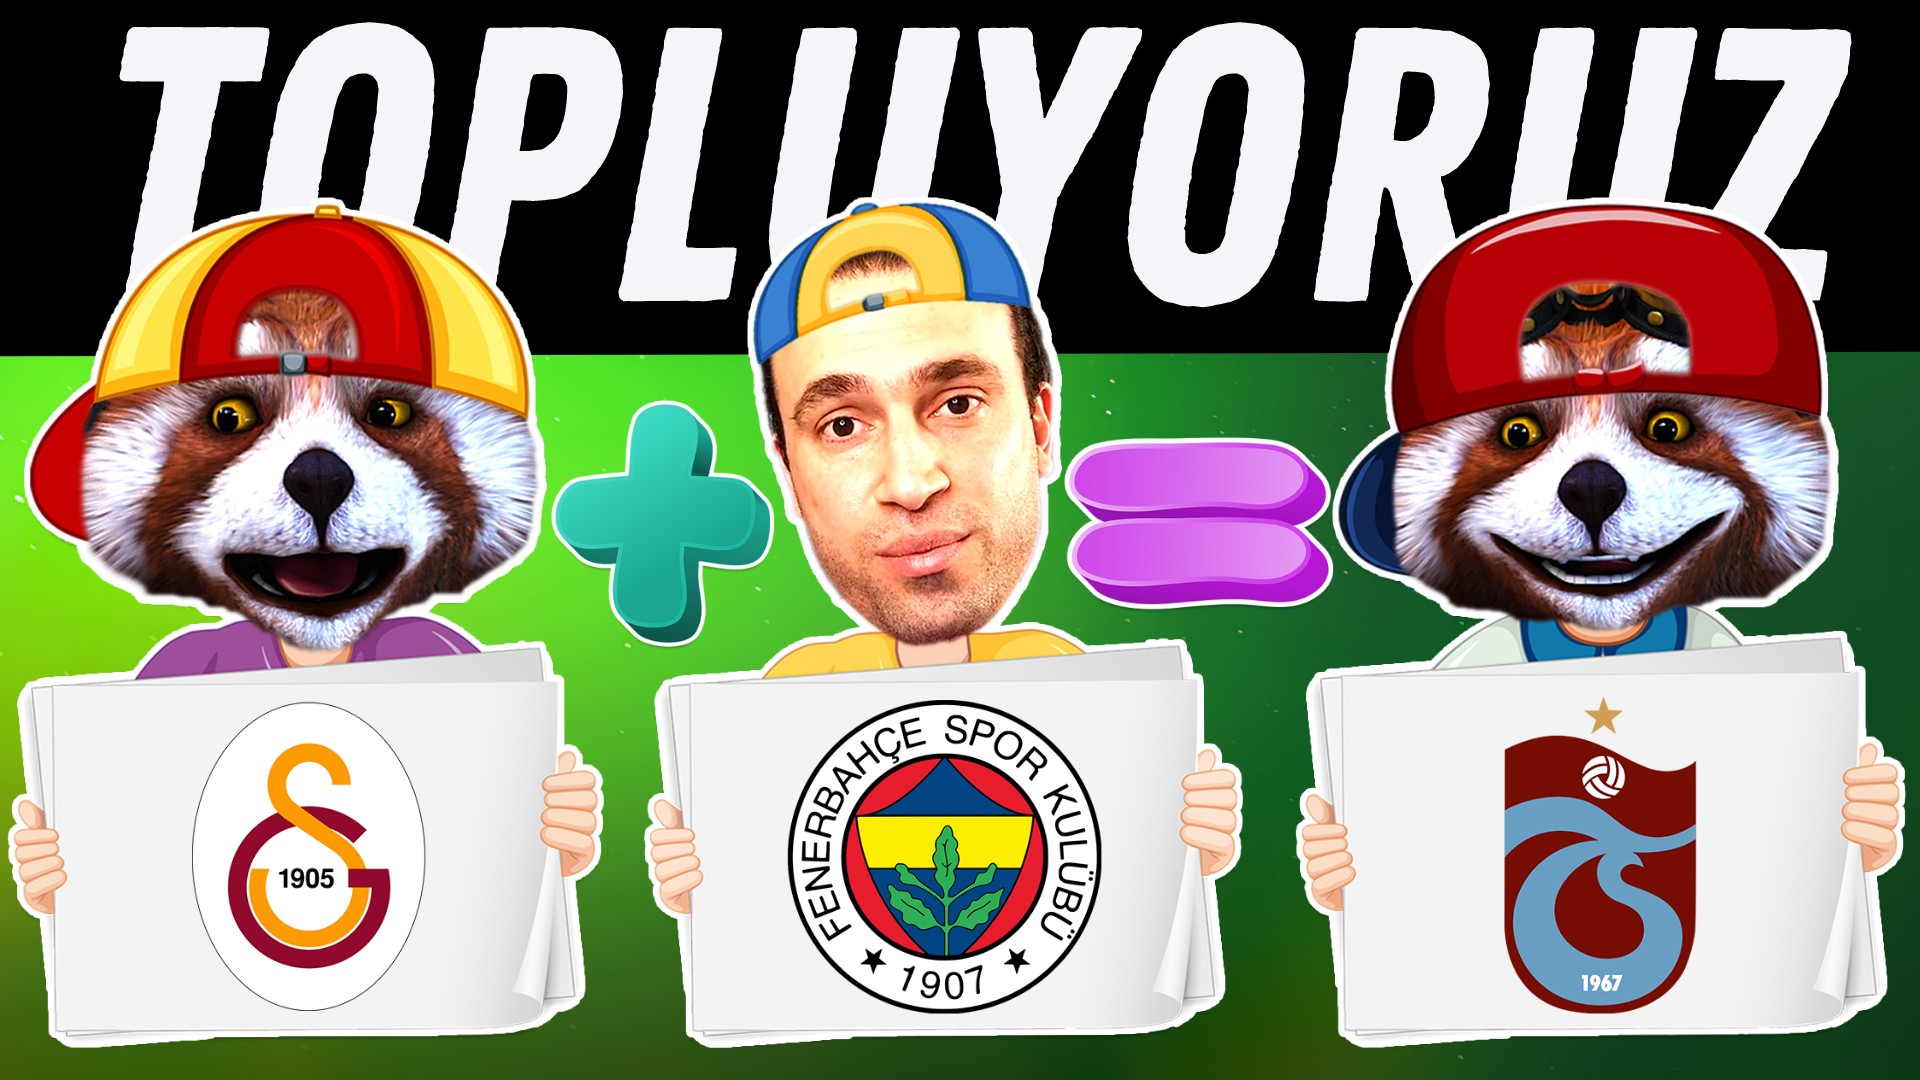 TOPLUYORUZ
1905
FENERBAHÇE SPOR KULÜBÜ
★ 1907 ★
1967